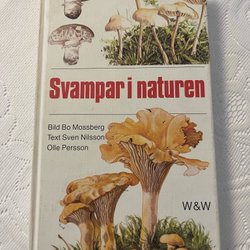 Svampar i naturen
Bild Bo Mossberg
Text Sven Nilsson
Olle Persson
W&W